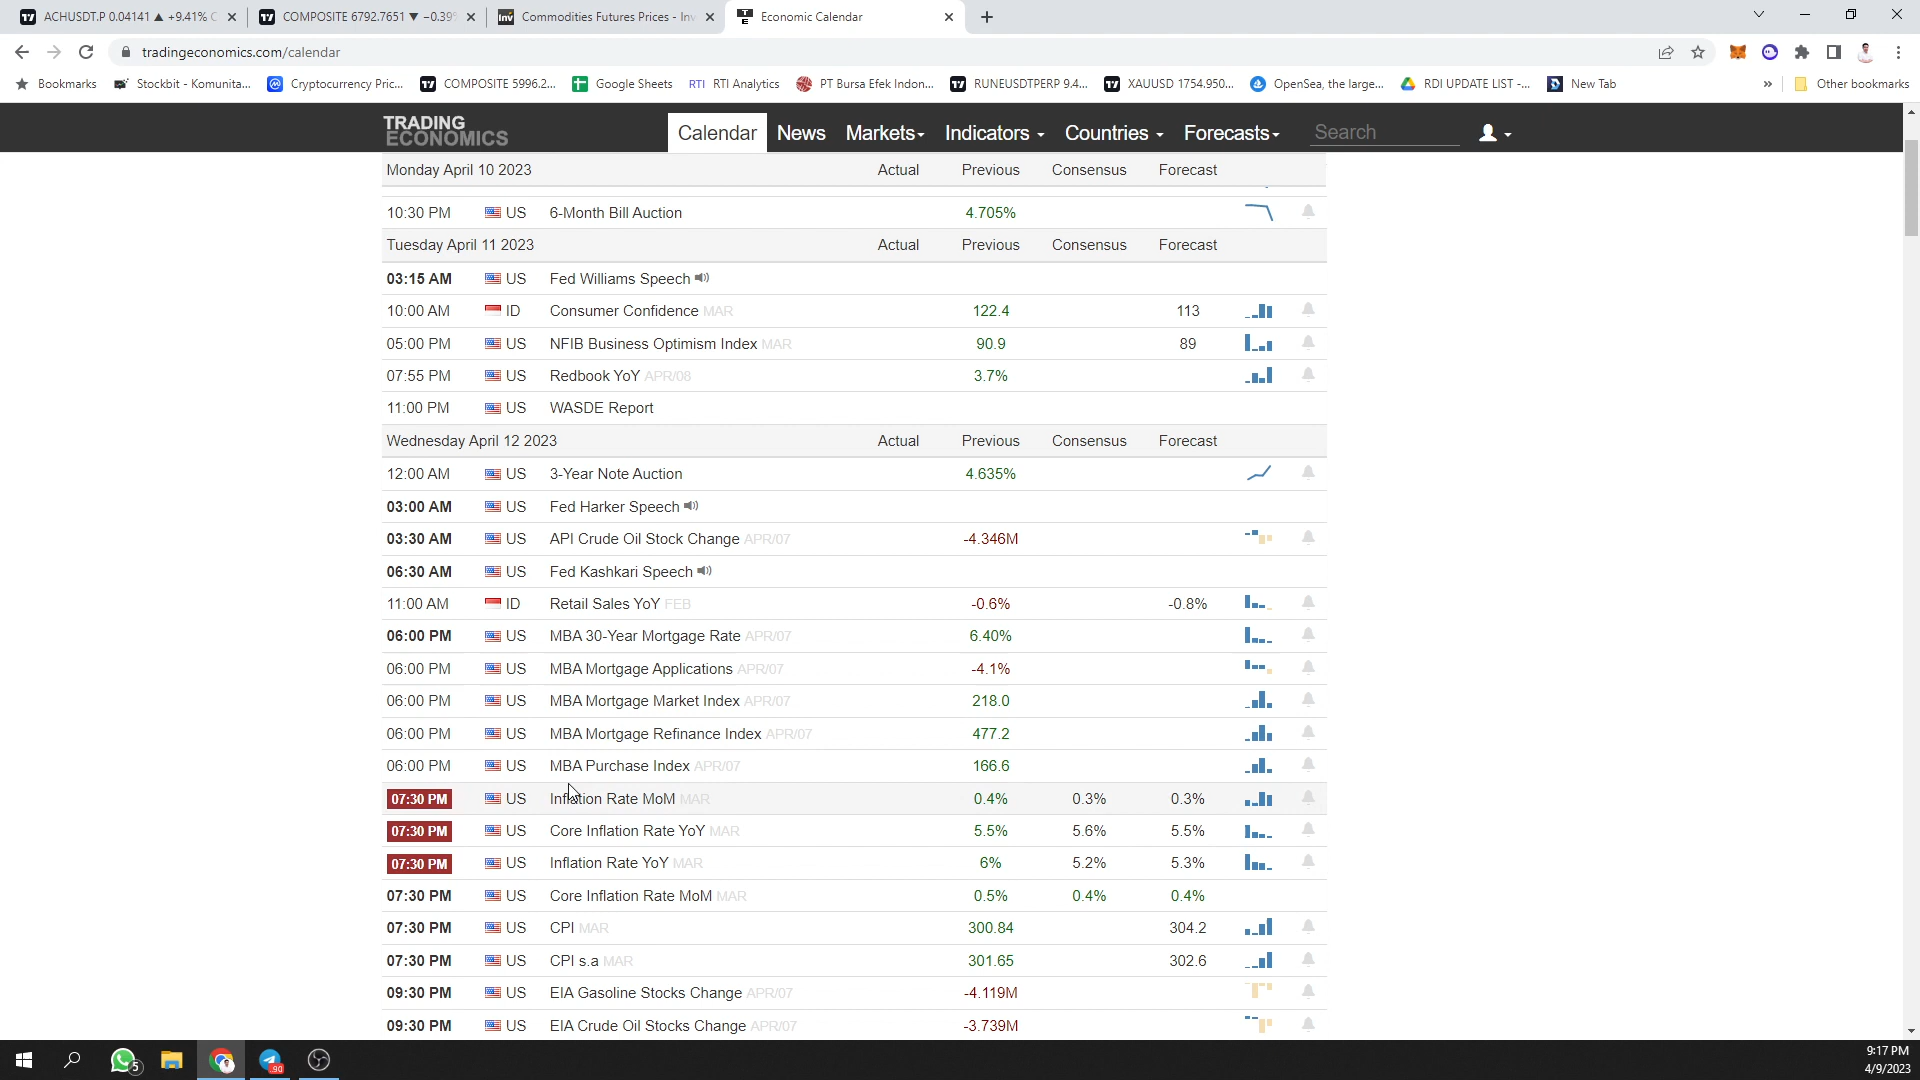 ACHUSDT.P 0.04141 ▲ +9.41%
COMPOSITE 6792.7651 ▼ −0.39%
Commodities Futures Prices - Inv
Economic Calendar
tradingeconomics.com/calendar
Bookmarks Stockbit - Komunita... Cryptocurrency Pric... COMPOSITE 5996.2... Google Sheets RTI RTI Analytics PT Bursa Efek Indon... RUNEUSDTPERP 9.4... XAUUSD 1754.950... OpenSea, the large... RDI UPDATE LIST -... New Tab » Other bookmarks
TRADING
ECONOMICS
Calendar News Markets Indicators Countries Forecasts Search
Monday April 10 2023 Actual Previous Consensus Forecast
10:30 PM US 6-Month Bill Auction 4.705%
Tuesday April 11 2023 Actual Previous Consensus Forecast
03:15 AM US Fed Williams Speech
10:00 AM ID Consumer Confidence MAR 122.4 113
05:00 PM US NFIB Business Optimism Index MAR 90.9 89
07:55 PM US Redbook YoY APR/08 3.7%
11:00 PM US WASDE Report
Wednesday April 12 2023 Actual Previous Consensus Forecast
12:00 AM US 3-Year Note Auction 4.635%
03:00 AM US Fed Harker Speech
03:30 AM US API Crude Oil Stock Change APR/07 -4.346M
06:30 AM US Fed Kashkari Speech
11:00 AM ID Retail Sales YoY FEB -0.6% -0.8%
06:00 PM US MBA 30-Year Mortgage Rate APR/07 6.40%
06:00 PM US MBA Mortgage Applications APR/07 -4.1%
06:00 PM US MBA Mortgage Market Index APR/07 218.0
06:00 PM US MBA Mortgage Refinance Index APR/07 477.2
06:00 PM US MBA Purchase Index APR/07 166.6
07:30 PM US Inflation Rate MoM MAR 0.4% 0.3% 0.3%
07:30 PM US Core Inflation Rate YoY MAR 5.5% 5.6% 5.5%
07:30 PM US Inflation Rate YoY MAR 6% 5.2% 5.3%
07:30 PM US Core Inflation Rate MoM MAR 0.5% 0.4% 0.4%
07:30 PM US CPI MAR 300.84 304.2
07:30 PM US CPI s.a MAR 301.65 302.6
09:30 PM US EIA Gasoline Stocks Change APR/07 -4.119M
09:30 PM US EIA Crude Oil Stocks Change APR/07 -3.739M
5
90
9:17 PM
4/9/2023